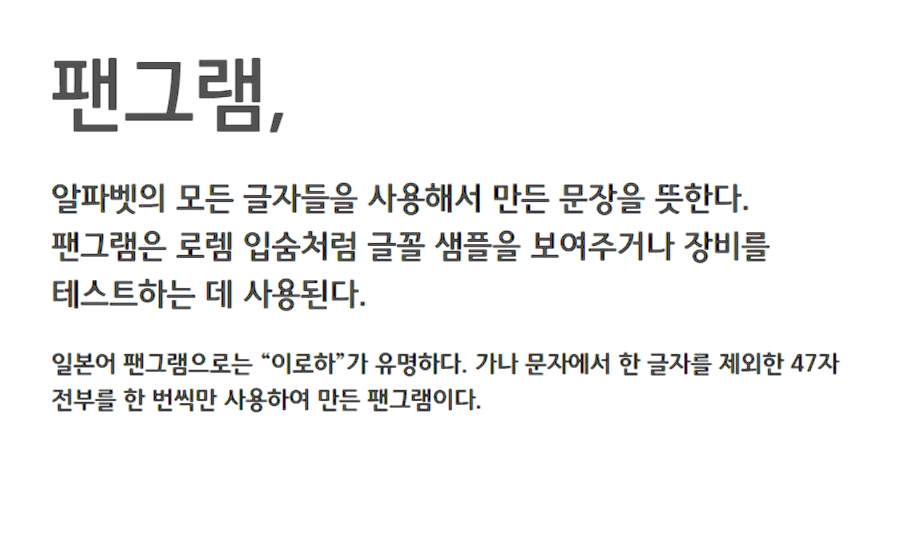 팬그램,
알파벳의 모든 글자들을 사용해서 만든 문장을 뜻한다.
팬그램은 로렘 입숨처럼 글꼴 샘플을 보여주거나 장비를
테스트하는 데 사용된다.
일본어 팬그램으로는 “이로하”가 유명하다. 가나 문자에서 한 글자를 제외한 47자
전부를 한 번씩만 사용하여 만든 팬그램이다.